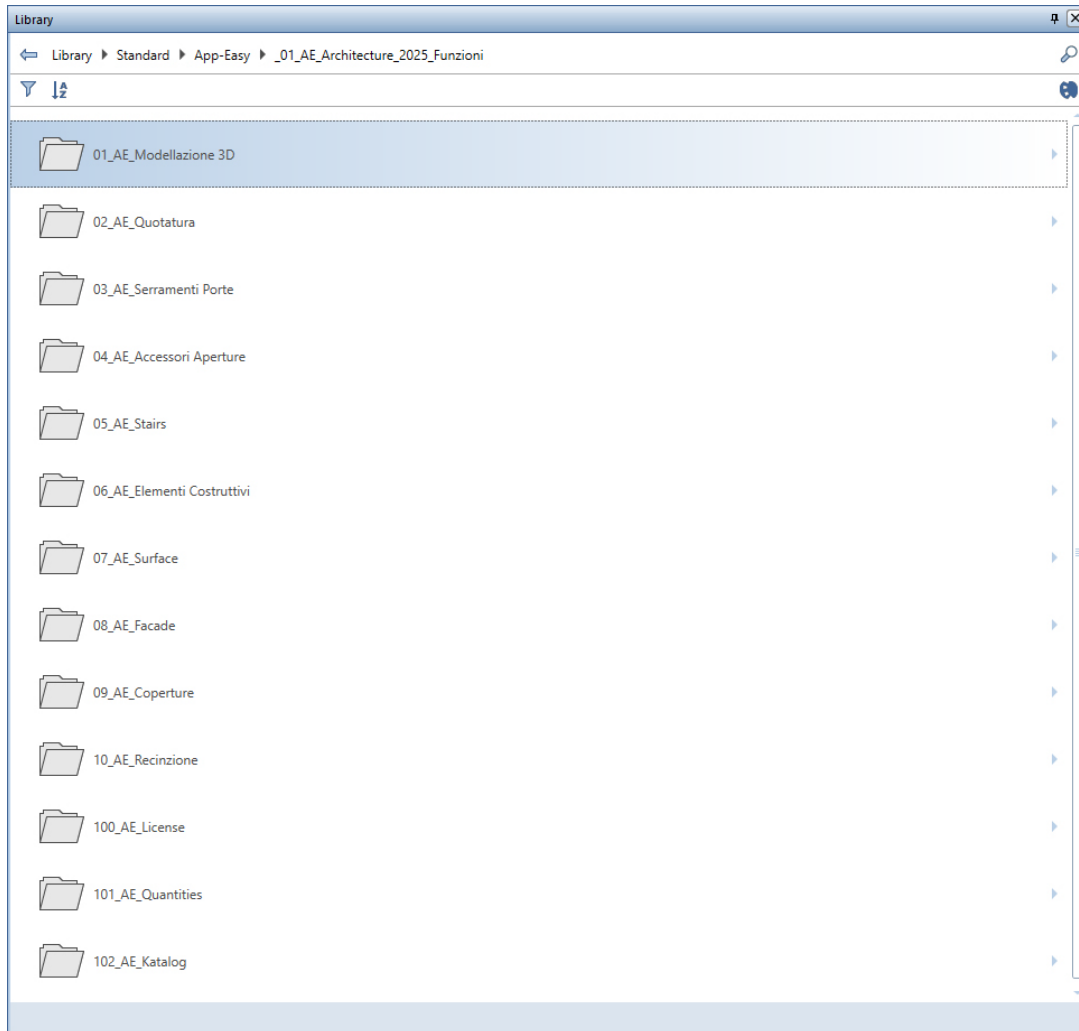 Library
Library Standard App-Easy _01_AE_Architecture_2025_Funzioni
01_AE_Modellazione 3D
02_AE_Quotatura
03_AE_Serramenti Porte
04_AE_Accessori Aperture
05_AE_Stairs
06_AE_Elementi Costruttivi
07_AE_Surface
08_AE_Facade
09_AE_Coperture
10_AE_Recinzione
100_AE_License
101_AE_Quantities
102_AE_Katalog